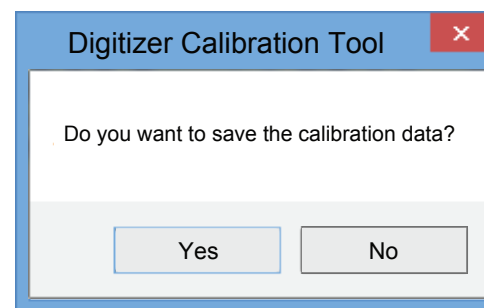 Digitizer Calibration Tool
Do you want to save the calibration data?
Yes
No